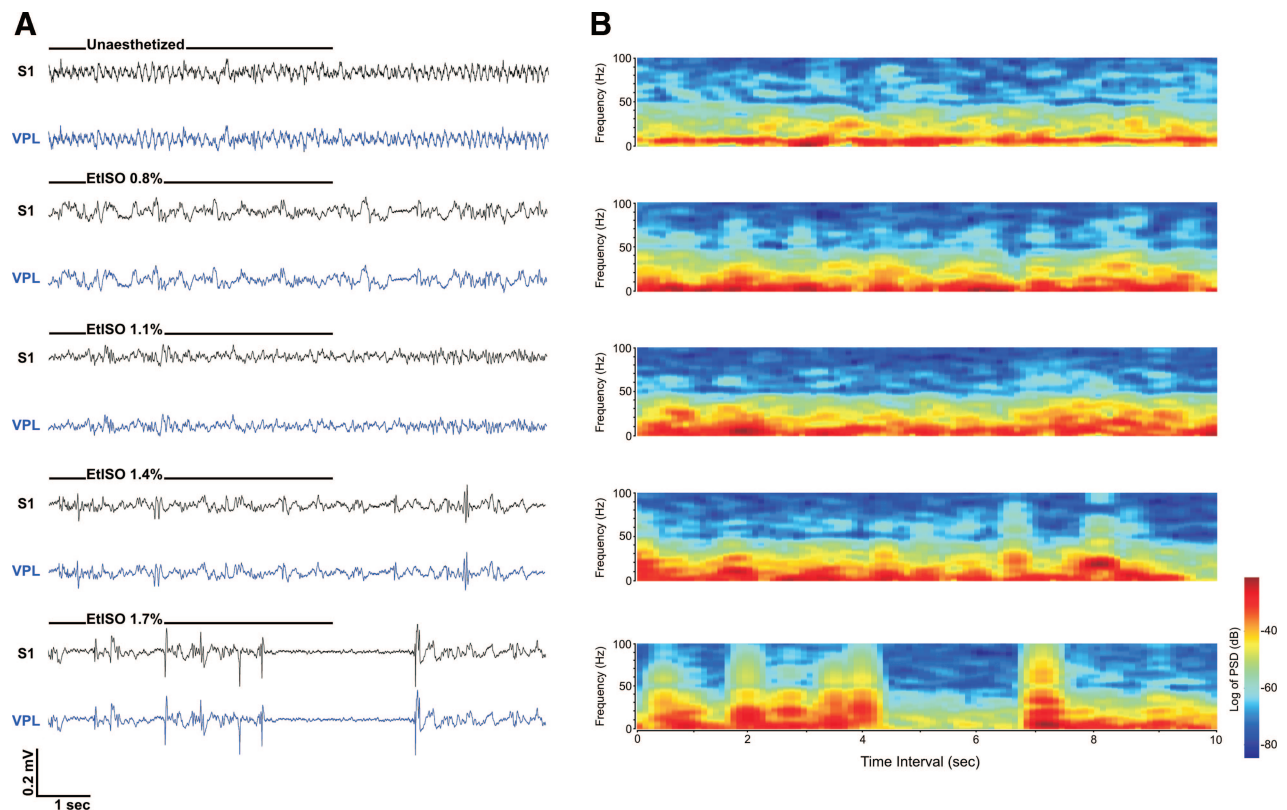 A
B
Unaesthetized
S1
VPL
EtISO 0.8%
S1
VPL
EtISO 1.1%
S1
VPL
EtISO 1.4%
S1
VPL
EtISO 1.7%
S1
VPL
0.2 mV
1 sec
Frequency (Hz)
100
50
0
Frequency (Hz)
100
50
0
Frequency (Hz)
100
50
0
Frequency (Hz)
100
50
0
Frequency (Hz)
100
50
0
0 2 4 6 8 10
Time Interval (sec)
Log of PSD (dB)
-40
-60
-80